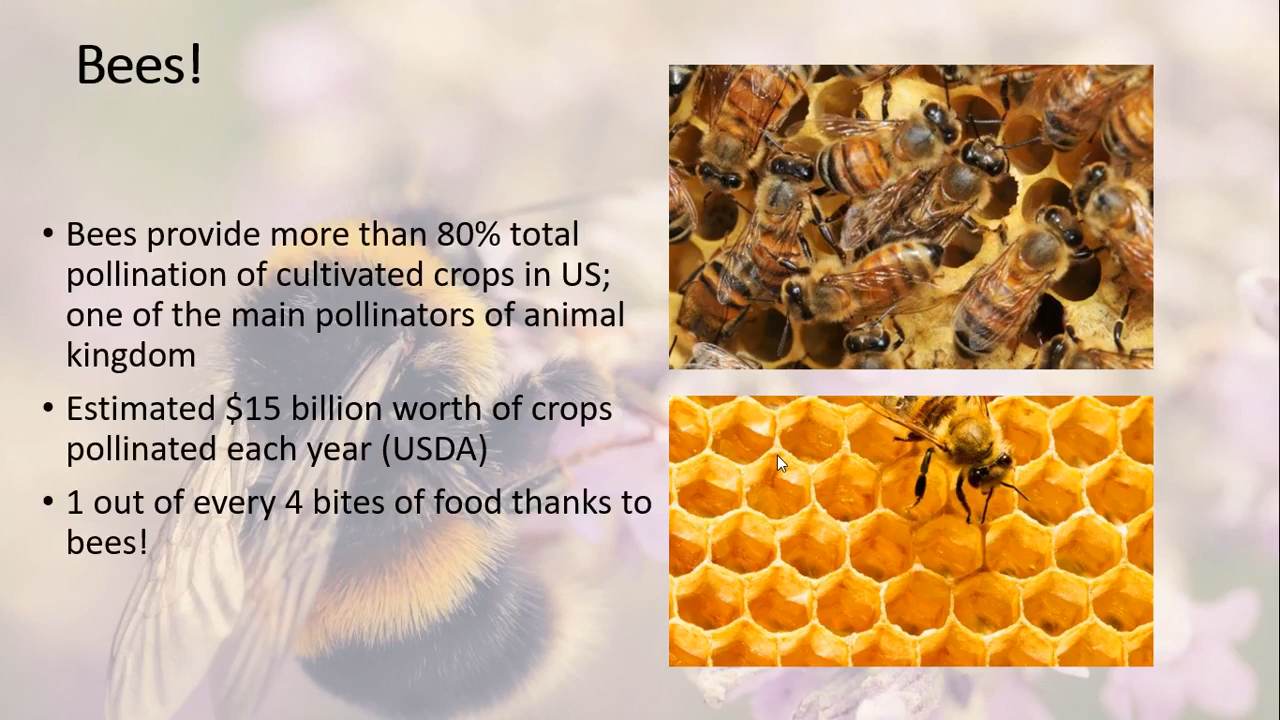 Bees!
• Bees provide more than 80% total
pollination of cultivated crops in US;
one of the main pollinators of animal
kingdom
• Estimated $15 billion worth of crops
pollinated each year (USDA)
• 1 out of every 4 bites of food thanks to
bees!